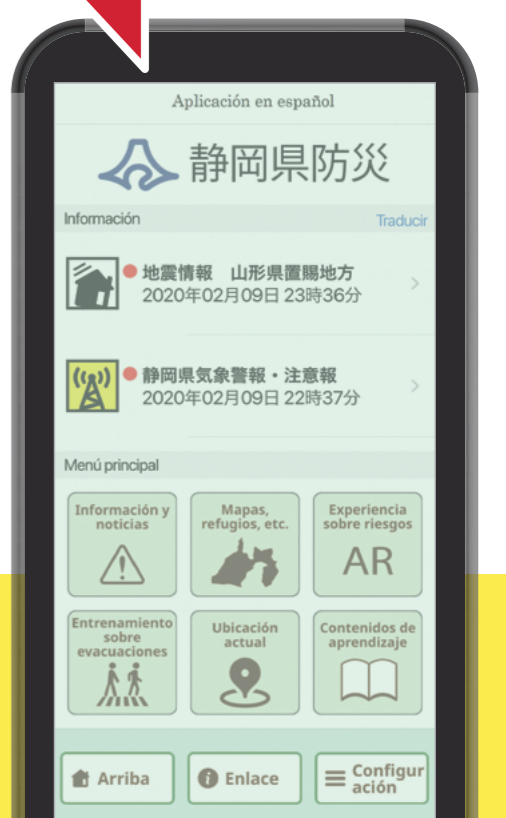 Aplicación en español
静岡県防災
Información
Traducir
地震情報　山形県置賜地方
2020年02月09日 23時36分
静岡県気象警報・注意報
2020年02月09日 22時37分
Menú principal
Información y
noticias
Mapas,
refugios, etc.
Experiencia
sobre riesgos
AR
Entrenamiento
sobre
evacuaciones
Ubicación
actual
Contenidos de
aprendizaje
Arriba
Enlace
Configur
ación